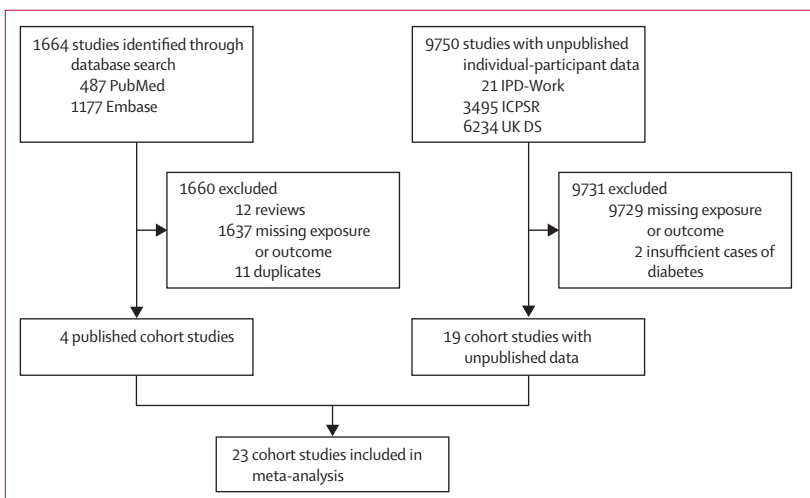 1664 studies identified through
database search
487 PubMed
1177 Embase
9750 studies with unpublished
individual-participant data
21 IPD-Work
3495 ICPSR
6234 UK DS
1660 excluded
12 reviews
1637 missing exposure
or outcome
11 duplicates
9731 excluded
9729 missing exposure
or outcome
2 insufficient cases of
diabetes
4 published cohort studies
19 cohort studies with
unpublished data
23 cohort studies included in
meta-analysis